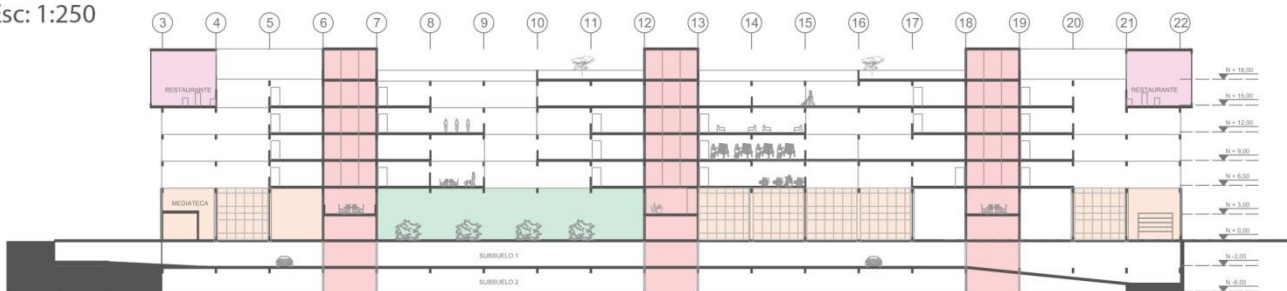 Esc: 1:250
3 4 5 6 7 8 9 10 11 12 13 14 15 16 17 18 19 20 21 22
N + 18,00
RESTAURANTE RESTAURANTE N + 15,00
N + 12,00
N + 9,00
N + 6,00
MEDIATECA N + 3,00
N + 0,00
SUBSUELO 1 N -3,00
SUBSUELO 2 N -6,00